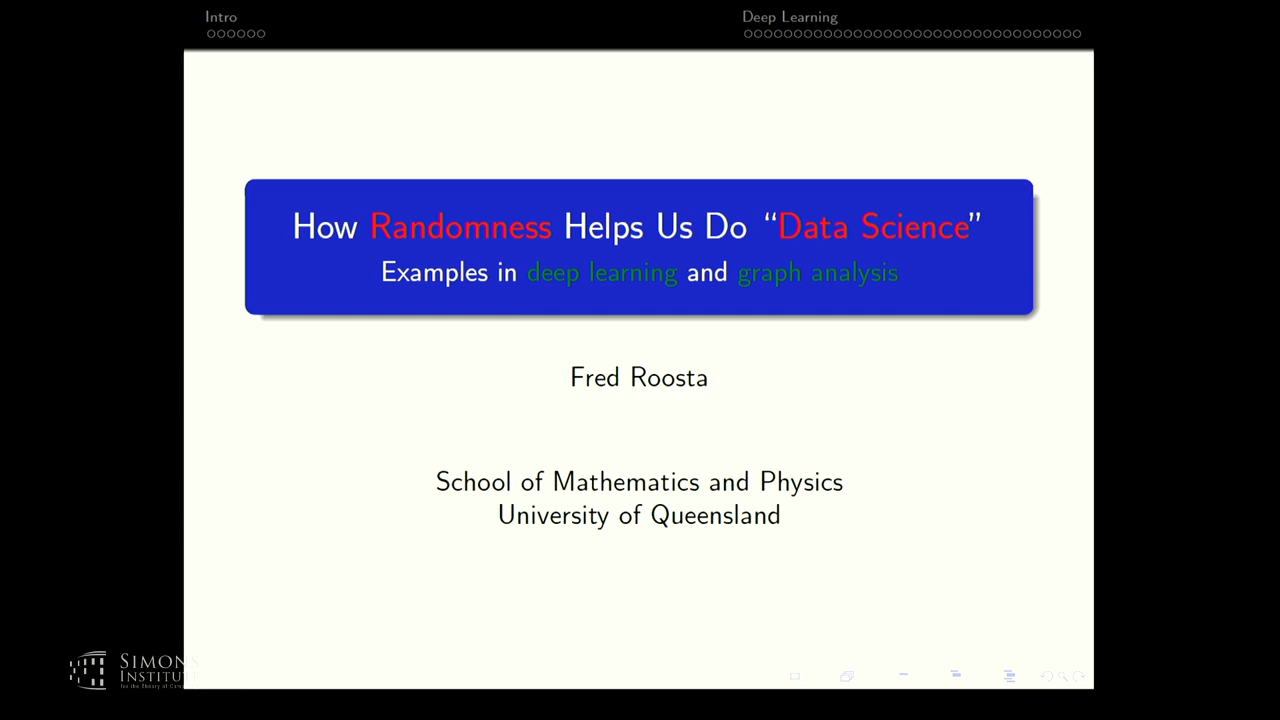 Intro
Deep Learning
How Randomness Helps Us Do “Data Science”
Examples in deep learning and graph analysis
Fred Roosta
School of Mathematics and Physics
University of Queensland
SIMONS
INSTITUTE